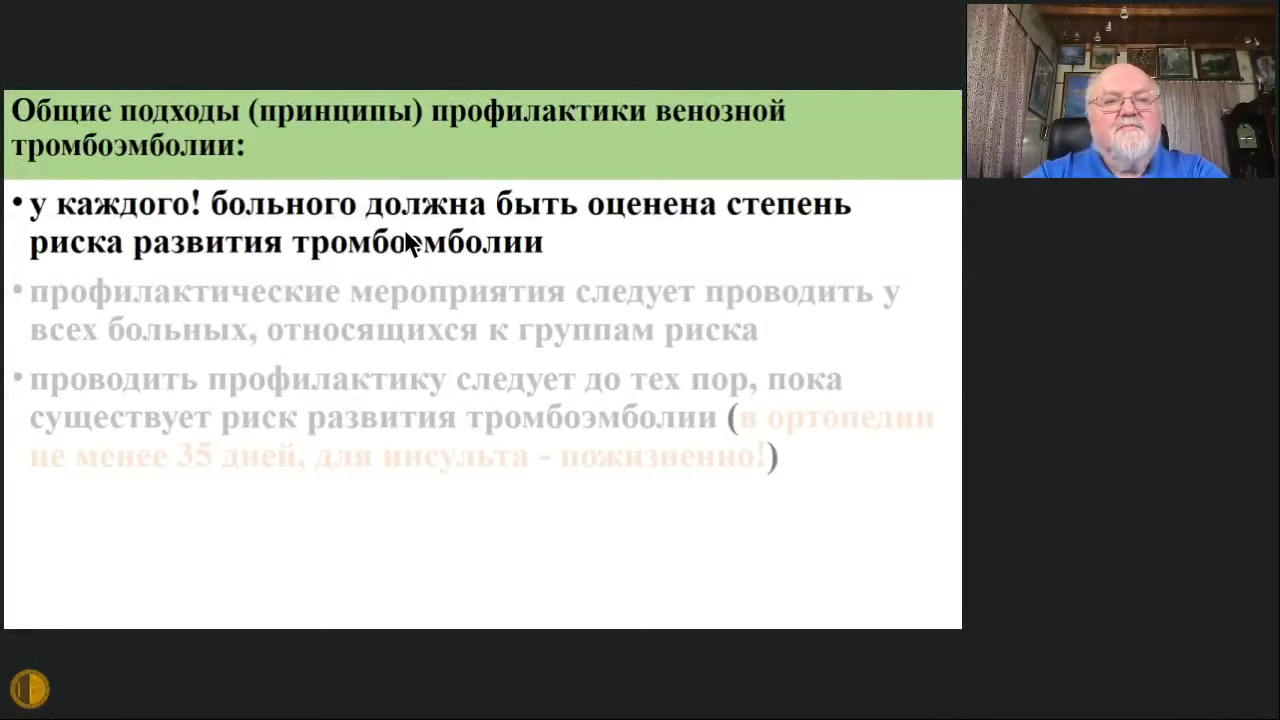 Общие подходы (принципы) профилактики венозной
тромбоэмболии:
• у каждого! больного должна быть оценена степень
риска развития тромбоэмболии
• профилактические мероприятия следует проводить у
всех больных, относящихся к группам риска
• проводить профилактику следует до тех пор, пока
существует риск развития тромбоэмболии (в ортопедии
не менее 35 дней, для инсульта - пожизненно!)